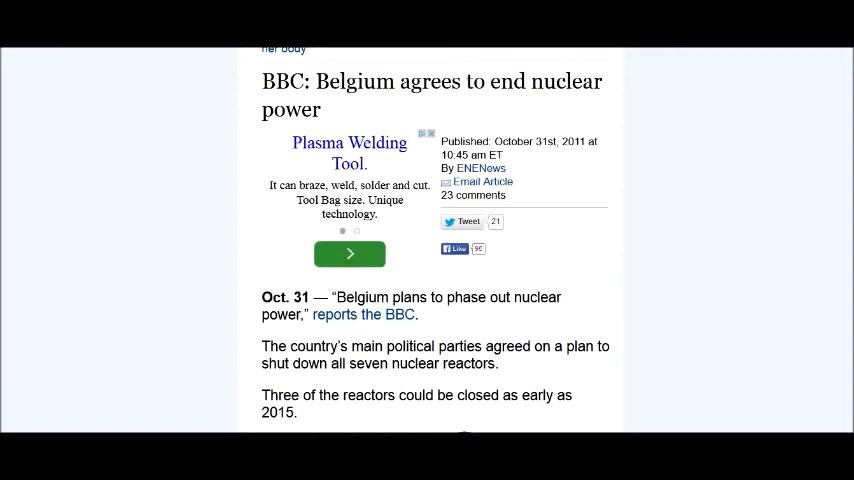 her body
BBC: Belgium agrees to end nuclear
power
Plasma Welding
Tool.
It can braze, weld, solder and cut.
Tool Bag size. Unique
technology.
Published: October 31st, 2011 at
10:45 am ET
By ENENews
Email Article
23 comments
Tweet 21
Like 96
Oct. 31 — “Belgium plans to phase out nuclear
power,” reports the BBC.
The country’s main political parties agreed on a plan to
shut down all seven nuclear reactors.
Three of the reactors could be closed as early as
2015.